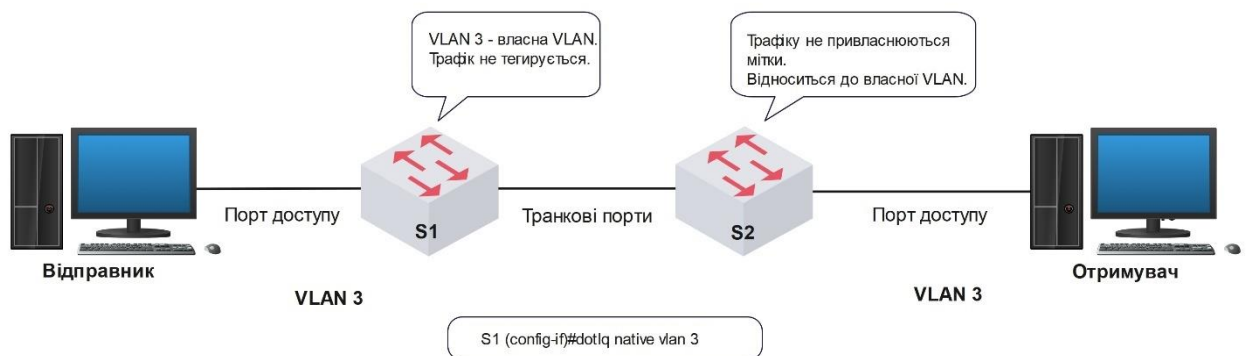 VLAN 3 - власна VLAN.
Трафік не тегирується.
Трафіку не привласнюються
мітки.
Відноситься до власної VLAN.
Порт доступу
S1
Транкові порти
S2
Порт доступу
Відправник
Отримувач
VLAN 3
VLAN 3
S1 (config-if)#dotlq native vlan 3